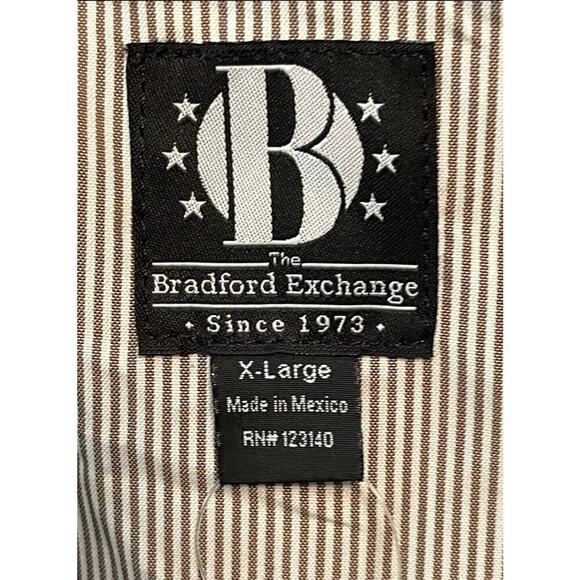 B
The
Bradford Exchange
• Since 1973 •
X-Large
Made in Mexico
RN# 123140